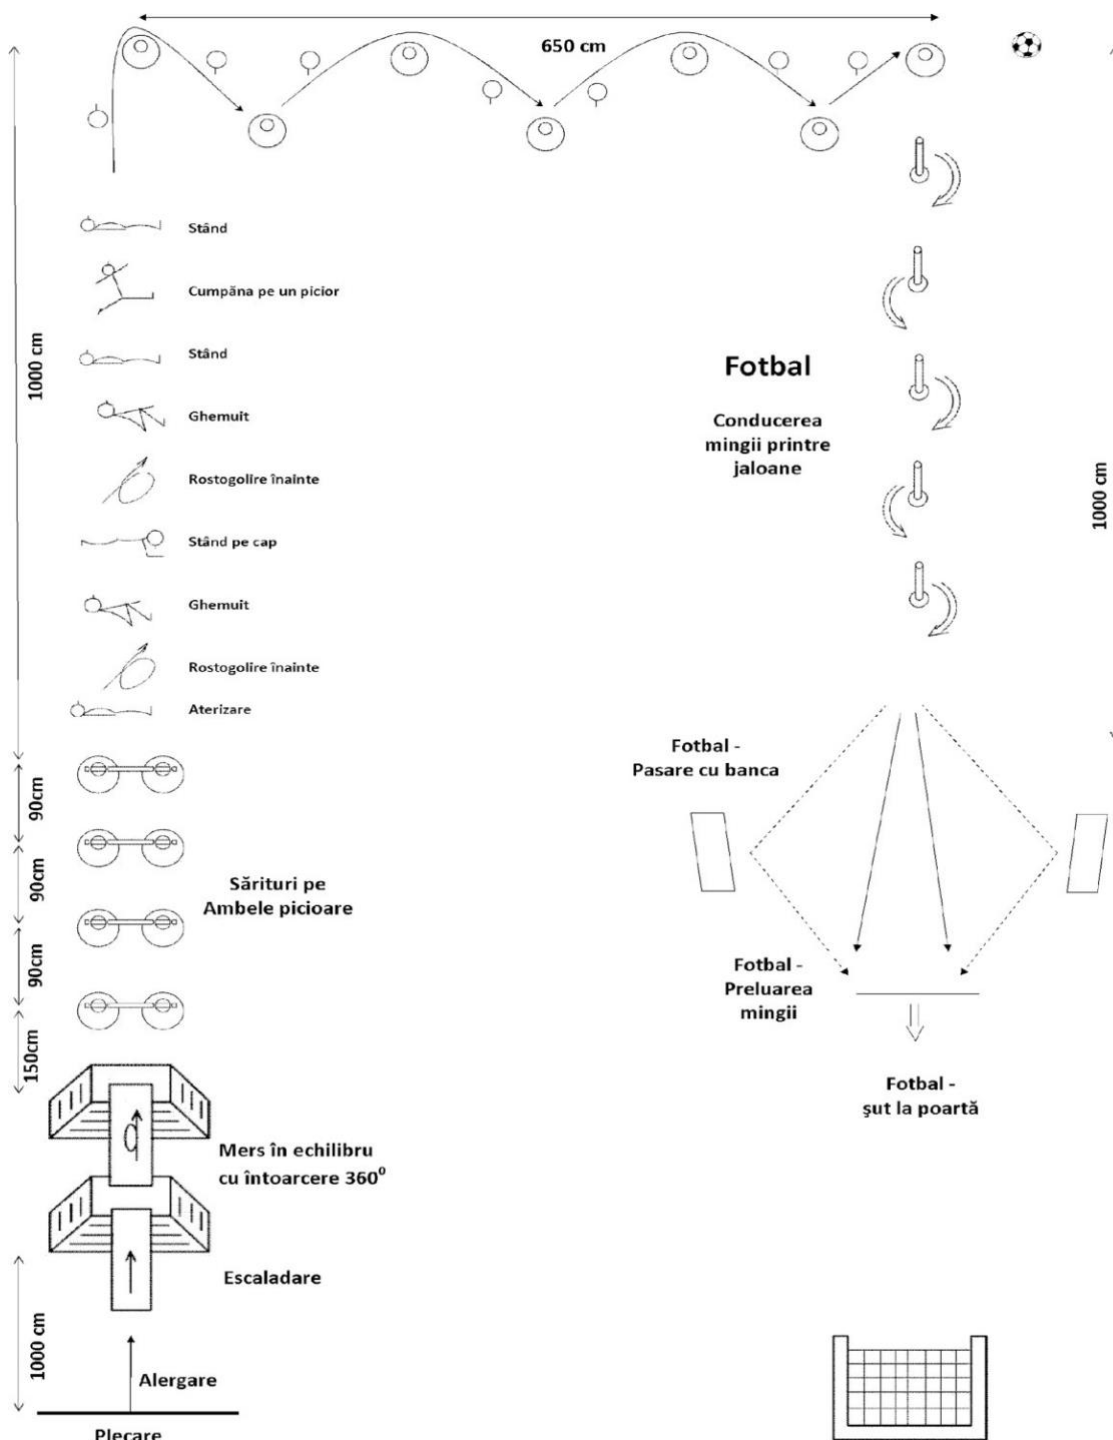 650 cm
Stând
Cumpăna pe un picior
Stând
Ghemuit
Rostogolire înainte
Stând pe cap
Ghemuit
Rostogolire înainte
Aterizare
1000 cm
90cm
90cm
90cm
150cm
Sărituri pe
Ambele picioare
Mers în echilibru
cu întoarcere 360⁰
Escaladare
1000 cm
Alergare
Plecare
Fotbal
Conducerea
mingii printre
jaloane
1000 cm
Fotbal -
Pasare cu banca
Fotbal -
Preluarea
mingii
Fotbal -
șut la poartă